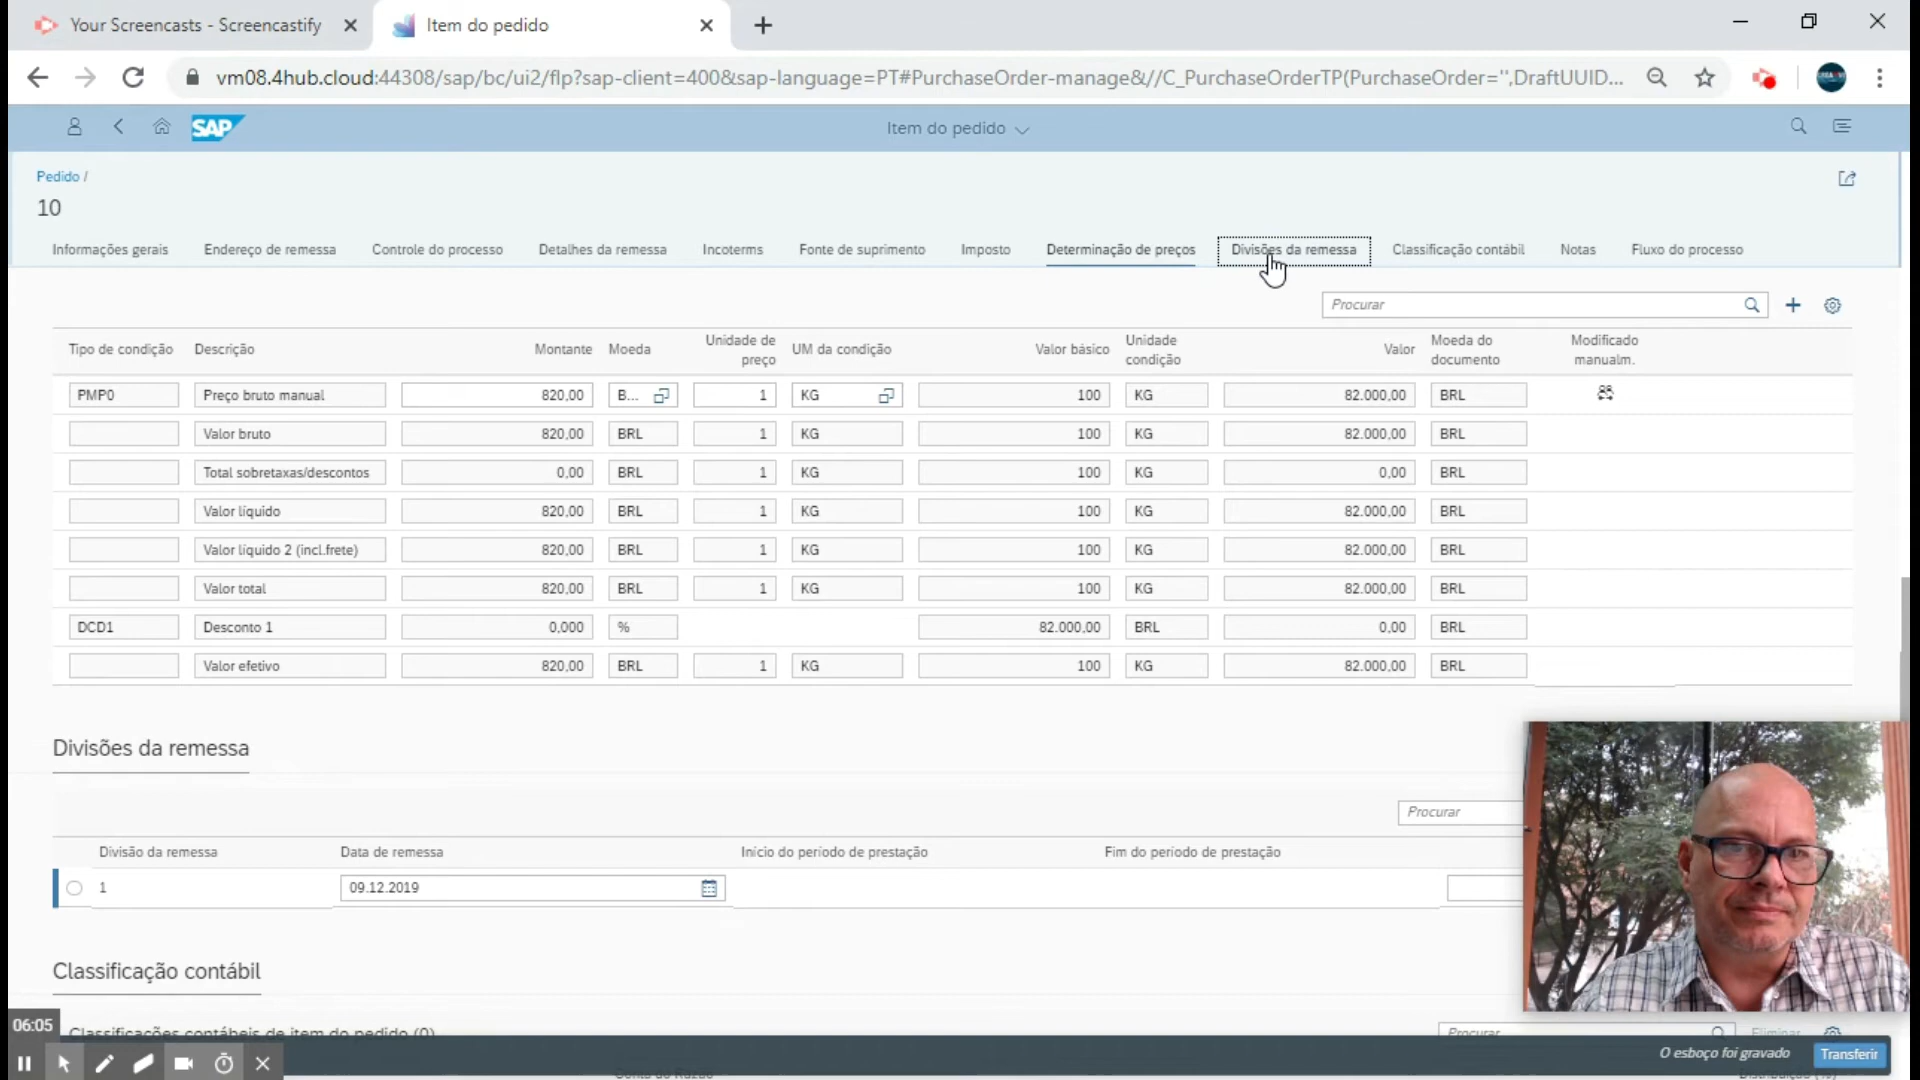 Your Screencasts - Screencastify
Item do pedido
vm08.4hub.cloud:44308/sap/bc/ui2/flp?sap-client=400&sap-language=PT#PurchaseOrder-manage&//C_PurchaseOrderTP(PurchaseOrder='',DraftUUID...
SAP
Item do pedido
Pedido /
10
Informações gerais Endereço de remessa Controle do processo Detalhes da remessa Incoterms Fonte de suprimento Imposto Determinação de preços Divisões da remessa Classificação contábil Notas Fluxo do processo
Procurar
Tipo de condição Descrição Montante Moeda Unidade de preço UM da condição Valor básico Unidade condição Valor Moeda do documento Modificado manualm.
PMP0 Preço bruto manual 820,00 B... 1 KG 100 KG 82.000,00 BRL
Valor bruto 820,00 BRL 1 KG 100 KG 82.000,00 BRL
Total sobretaxas/descontos 0,00 BRL 1 KG 100 KG 0,00 BRL
Valor líquido 820,00 BRL 1 KG 100 KG 82.000,00 BRL
Valor líquido 2 (incl.frete) 820,00 BRL 1 KG 100 KG 82.000,00 BRL
Valor total 820,00 BRL 1 KG 100 KG 82.000,00 BRL
DCD1 Desconto 1 0,000 % 82.000,00 BRL 0,00 BRL
Valor efetivo 820,00 BRL 1 KG 100 KG 82.000,00 BRL
Divisões da remessa
Procurar
Divisão da remessa Data de remessa Início do período de prestação Fim do período de prestação
1 09.12.2019
Classificação contábil
06:05
Classificações contábeis de item do pedido (0)
Procurar Eliminar
O esboço foi gravado Transferir